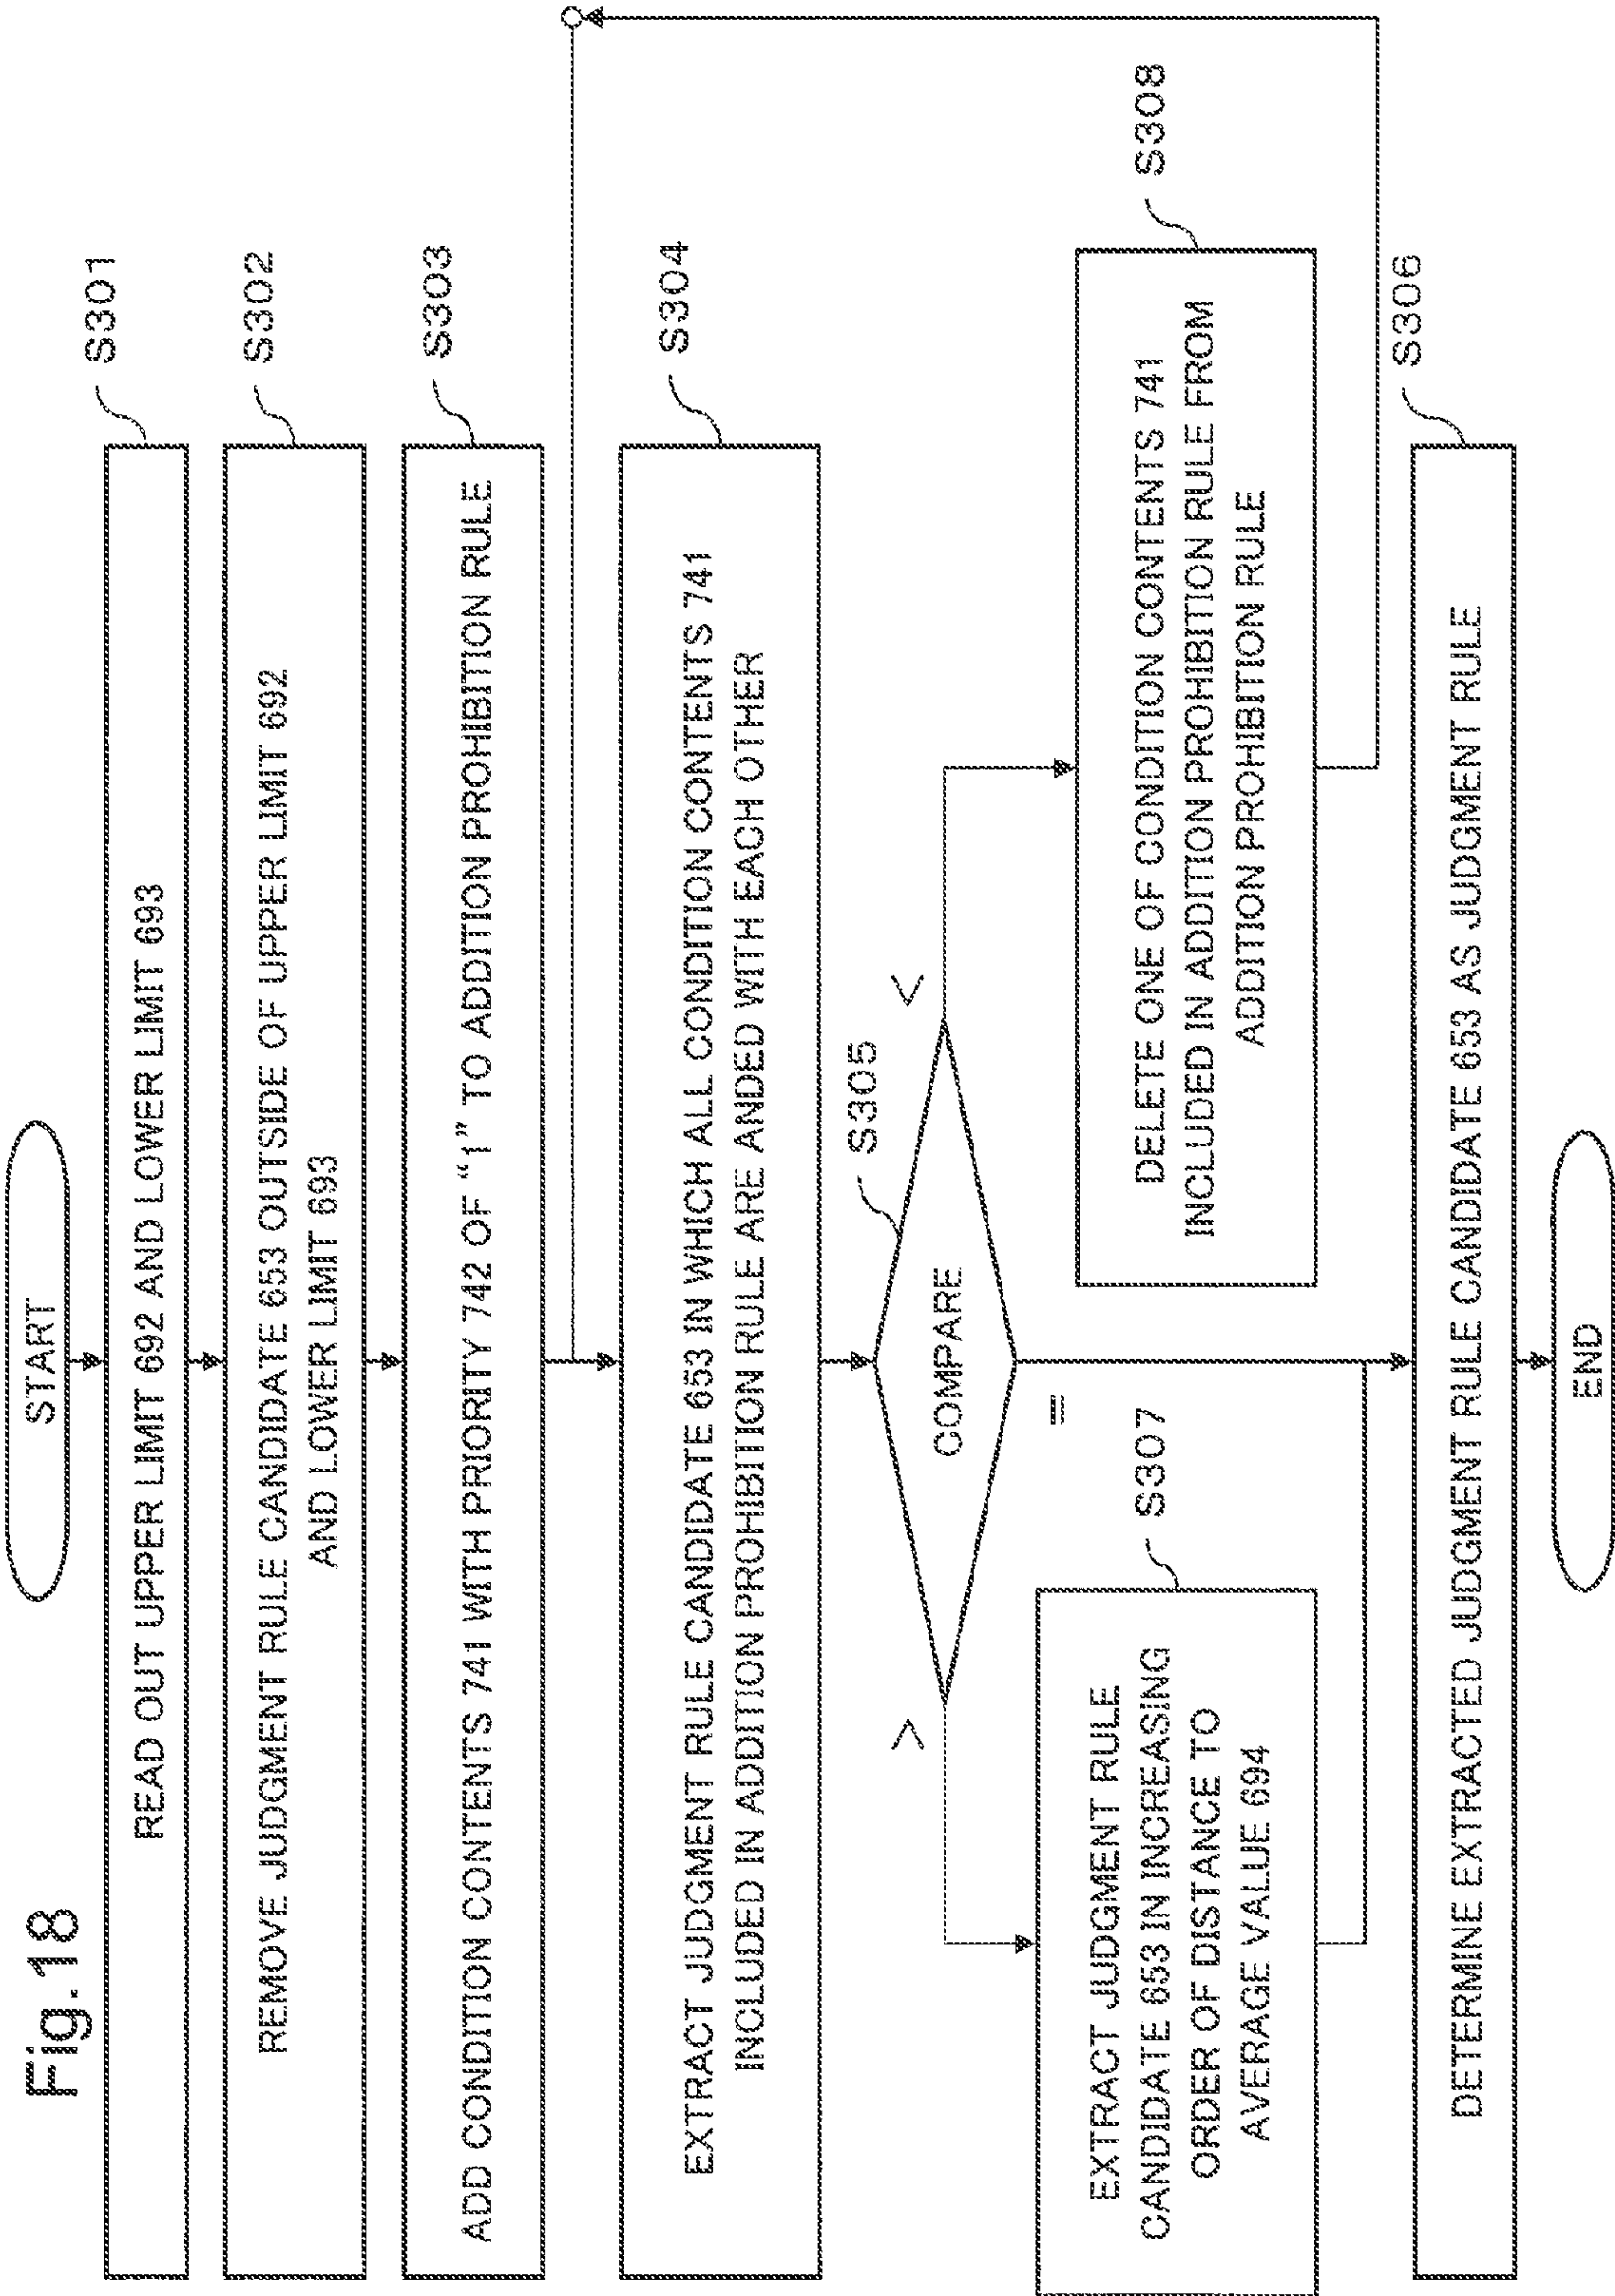 Fig.18
START
READ OUT UPPER LIMIT 692 AND LOWER LIMIT 693
S301
REMOVE JUDGMENT RULE CANDIDATE 653 OUTSIDE OF UPPER LIMIT 692
AND LOWER LIMIT 693
S302
ADD CONDITION CONTENTS 741 WITH PRIORITY 742 OF “1” TO ADDITION PROHIBITION RULE
S303
EXTRACT JUDGMENT RULE CANDIDATE 653 IN WHICH ALL CONDITION CONTENTS 741
INCLUDED IN ADDITION PROHIBITION RULE ARE ANDED WITH EACH OTHER
S304
S305
COMPARE
>
<
=
S307
EXTRACT JUDGMENT RULE
CANDIDATE 653 IN INCREASING
ORDER OF DISTANCE TO
AVERAGE VALUE 694
S308
DELETE ONE OF CONDITION CONTENTS 741
INCLUDED IN ADDITION PROHIBITION RULE FROM
ADDITION PROHIBITION RULE
S306
DETERMINE EXTRACTED JUDGMENT RULE CANDIDATE 653 AS JUDGMENT RULE
END